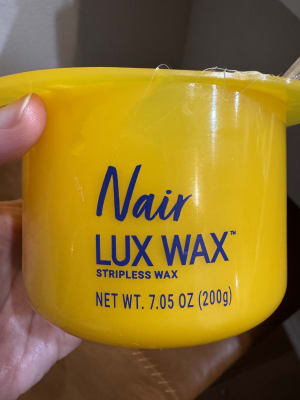 Nair
LUX WAX™
STRIPLESS WAX
NET WT. 7.05 OZ (200g)